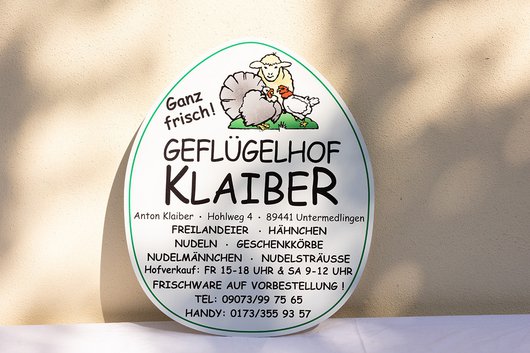 Ganz
frisch!
GEFLÜGELHOF
KLAIBER
Anton Klaiber · Hohlweg 4 · 89441 Untermedlingen
FREILANDEIER · HÄHNCHEN
NUDELN · GESCHENKKÖRBE
NUDELMÄNNCHEN · NUDELSTRÄUSSE
Hofverkauf: FR 15-18 UHR & SA 9-12 UHR
FRISCHWARE AUF VORBESTELLUNG !
TEL: 09073/99 75 65
HANDY: 0173/355 93 57